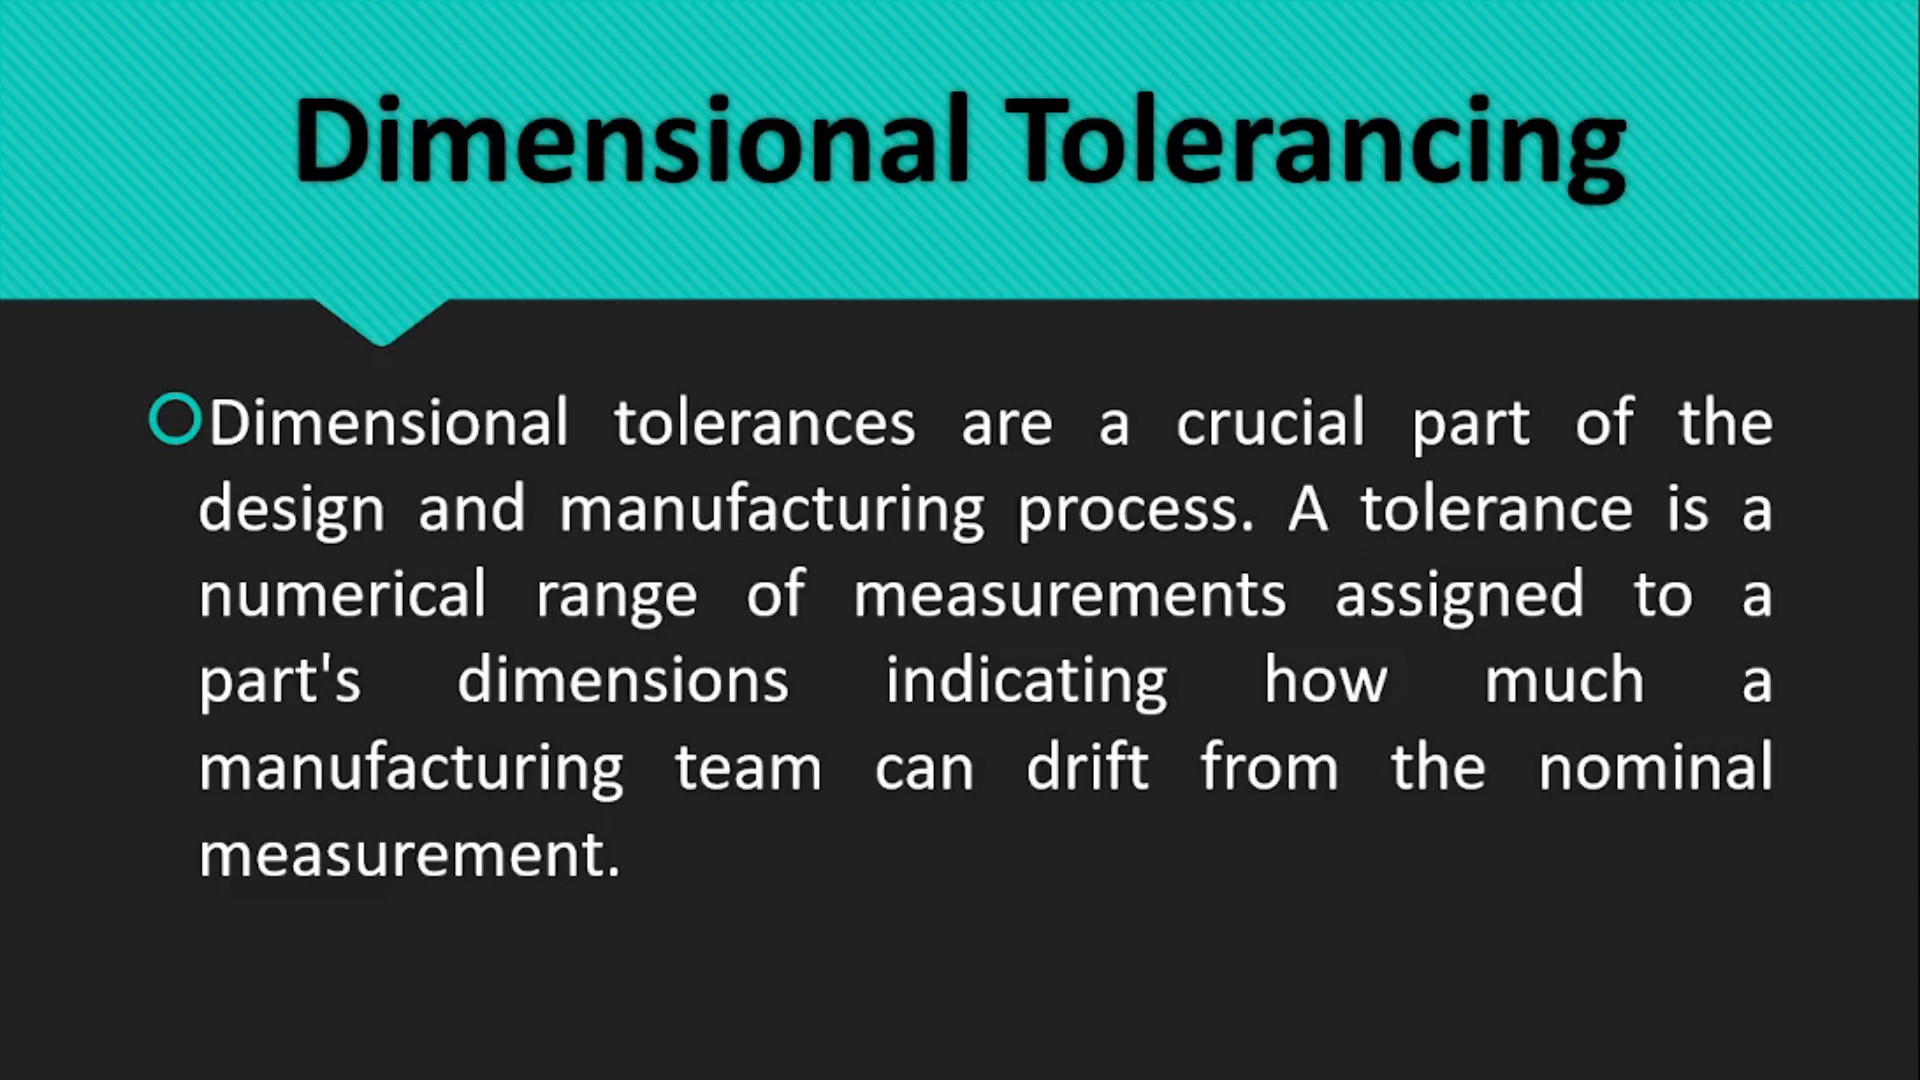 Dimensional Tolerancing
Dimensional tolerances are a crucial part of the
design and manufacturing process. A tolerance is a
numerical range of measurements assigned to a
part's dimensions indicating how much a
manufacturing team can drift from the nominal
measurement.